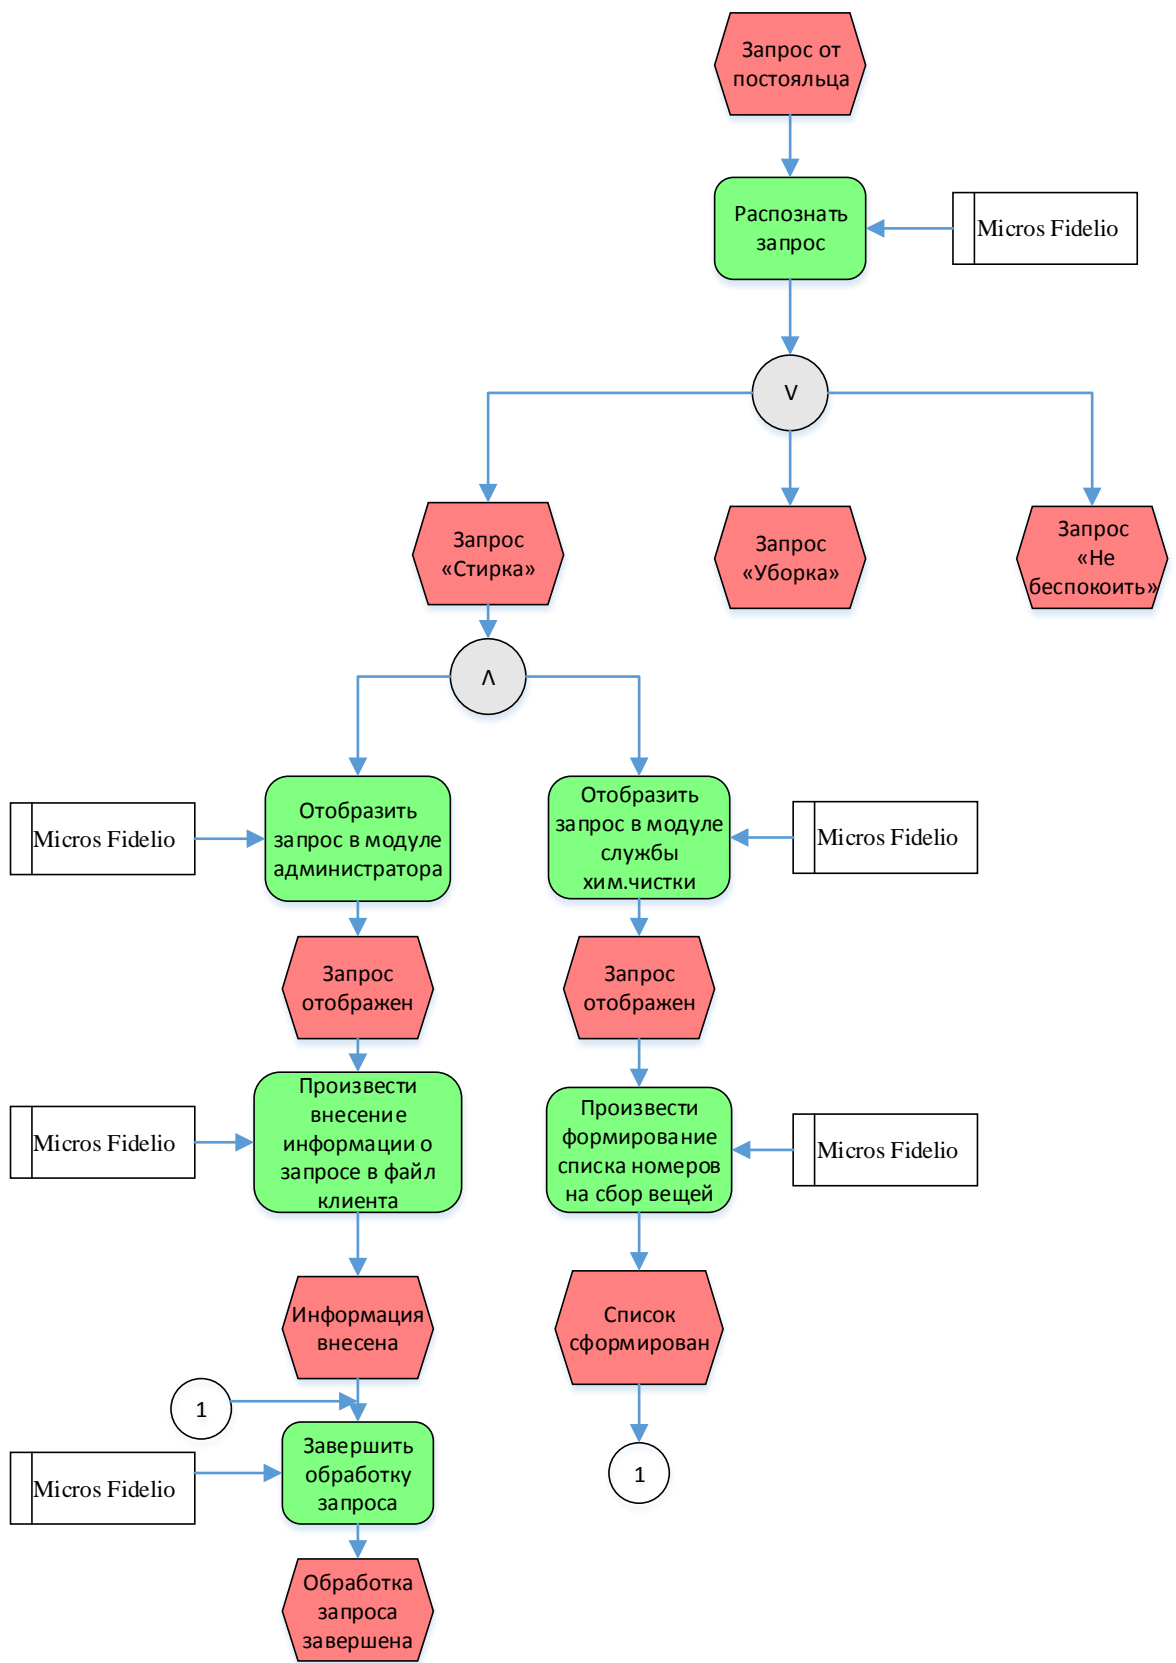 Запрос от
постояльца
Распознать
запрос
Micros Fidelio
V
Запрос
«Стирка»
Запрос
«Уборка»
Запрос
«Не
беспокоить»
Λ
Micros Fidelio
Отобразить
запрос в модуле
администратора
Отобразить
запрос в модуле
службы
хим.чистки
Micros Fidelio
Запрос
отображен
Запрос
отображен
Micros Fidelio
Произвести
внесение
информации о
запросе в файл
клиента
Произвести
формирование
списка номеров
на сбор вещей
Micros Fidelio
Информация
внесена
Список
сформирован
1
Micros Fidelio
Завершить
обработку
запроса
1
Обработка
запроса
завершена